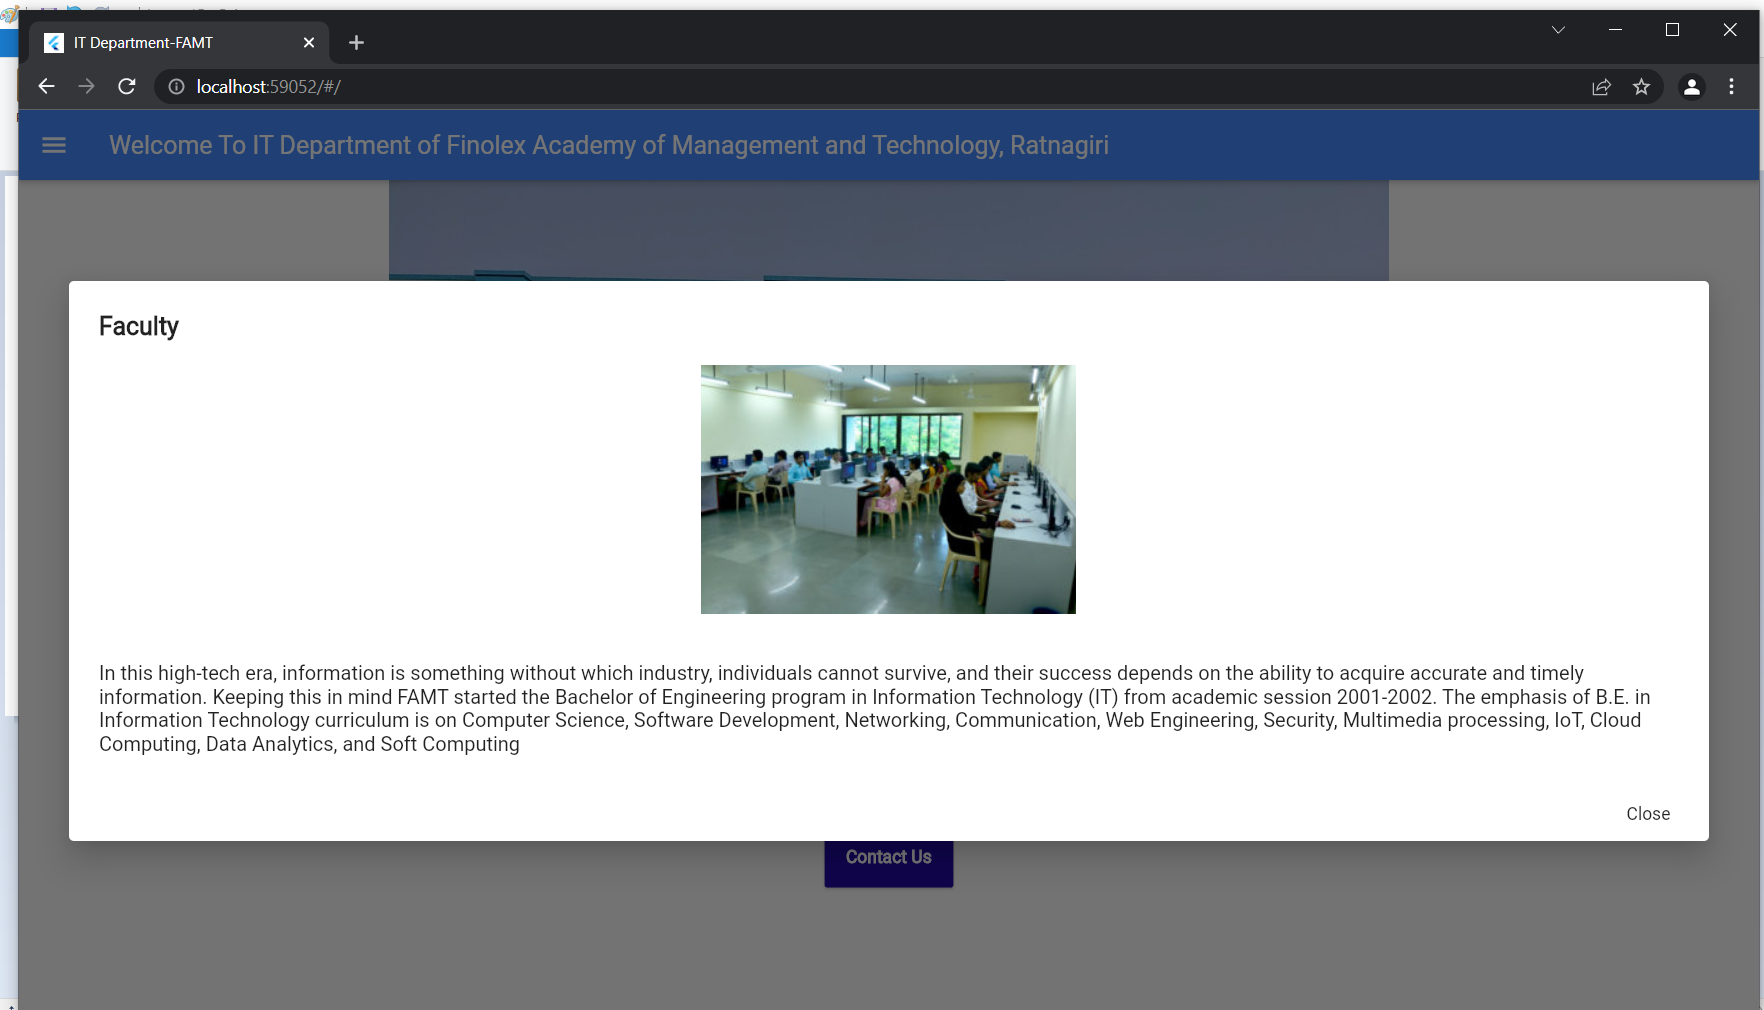 IT Department-FAMT
localhost:59052/#/
Welcome To IT Department of Finolex Academy of Management and Technology, Ratnagiri
Faculty
In this high-tech era, information is something without which industry, individuals cannot survive, and their success depends on the ability to acquire accurate and timely
information. Keeping this in mind FAMT started the Bachelor of Engineering program in Information Technology (IT) from academic session 2001-2002. The emphasis of B.E. in
Information Technology curriculum is on Computer Science, Software Development, Networking, Communication, Web Engineering, Security, Multimedia processing, IoT, Cloud
Computing, Data Analytics, and Soft Computing
Close
Contact Us